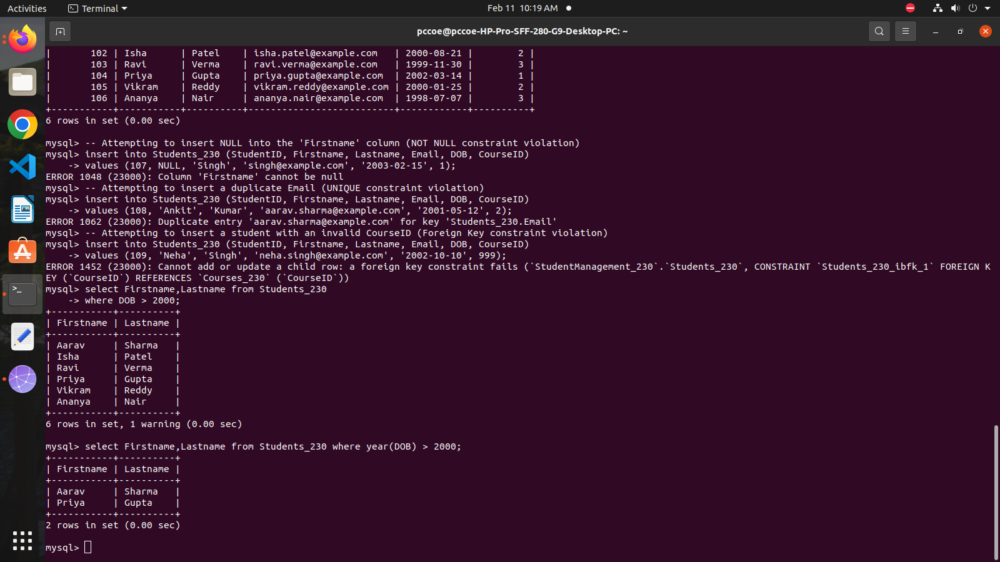 Activities Terminal Feb 11 10:19 AM
pccoe@pccoe-HP-Pro-SFF-280-G9-Desktop-PC: ~
|       102 | Isha      | Patel    | isha.patel@example.com   | 2000-08-21 |        2 |
|       103 | Ravi      | Verma    | ravi.verma@example.com   | 1999-11-30 |        3 |
|       104 | Priya     | Gupta    | priya.gupta@example.com  | 2002-03-14 |        1 |
|       105 | Vikram    | Reddy    | vikram.reddy@example.com | 2000-01-25 |        2 |
|       106 | Ananya    | Nair     | ananya.nair@example.com  | 1998-07-07 |        3 |
+-----------+-----------+----------+--------------------------+------------+----------+
6 rows in set (0.00 sec)
mysql> -- Attempting to insert NULL into the 'Firstname' column (NOT NULL constraint violation)
mysql> insert into Students_230 (StudentID, Firstname, Lastname, Email, DOB, CourseID)
    -> values (107, NULL, 'Singh', 'singh@example.com', '2003-02-15', 1);
ERROR 1048 (23000): Column 'Firstname' cannot be null
mysql> -- Attempting to insert a duplicate Email (UNIQUE constraint violation)
mysql> insert into Students_230 (StudentID, Firstname, Lastname, Email, DOB, CourseID)
    -> values (108, 'Ankit', 'Kumar', 'aarav.sharma@example.com', '2001-05-12', 2);
ERROR 1062 (23000): Duplicate entry 'aarav.sharma@example.com' for key 'Students_230.Email'
mysql> -- Attempting to insert a student with an invalid CourseID (Foreign Key constraint violation)
mysql> insert into Students_230 (StudentID, Firstname, Lastname, Email, DOB, CourseID)
    -> values (109, 'Neha', 'Singh', 'neha.singh@example.com', '2002-10-10', 999);
ERROR 1452 (23000): Cannot add or update a child row: a foreign key constraint fails (`StudentManagement_230`.`Students_230`, CONSTRAINT `Students_230_ibfk_1` FOREIGN K
EY (`CourseID`) REFERENCES `Courses_230` (`CourseID`))
mysql> select Firstname,Lastname from Students_230
    -> where DOB > 2000;
+-----------+----------+
| Firstname | Lastname |
+-----------+----------+
| Aarav     | Sharma   |
| Isha      | Patel    |
| Ravi      | Verma    |
| Priya     | Gupta    |
| Vikram    | Reddy    |
| Ananya    | Nair     |
+-----------+----------+
6 rows in set, 1 warning (0.00 sec)
mysql> select Firstname,Lastname from Students_230 where year(DOB) > 2000;
+-----------+----------+
| Firstname | Lastname |
+-----------+----------+
| Aarav     | Sharma   |
| Priya     | Gupta    |
+-----------+----------+
2 rows in set (0.00 sec)
mysql>